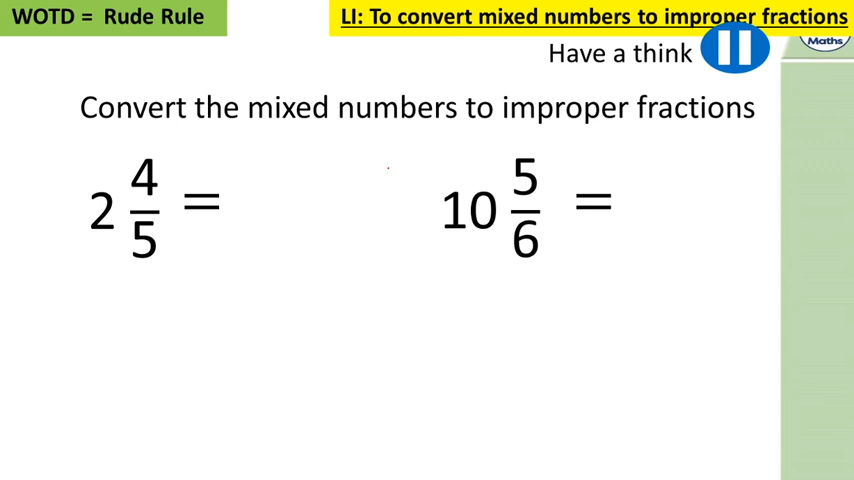 WOTD = Rude Rule
LI: To convert mixed numbers to improper fractions
Maths
Have a think
Convert the mixed numbers to improper fractions
2 4/5 =
10 5/6 =